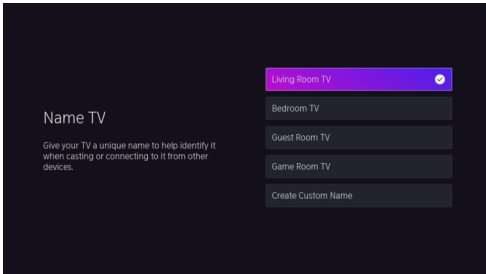 Name TV
Give your TV a unique name to help identify it
when casting or connecting to it from other
devices.
Living Room TV
Bedroom TV
Guest Room TV
Game Room TV
Create Custom Name